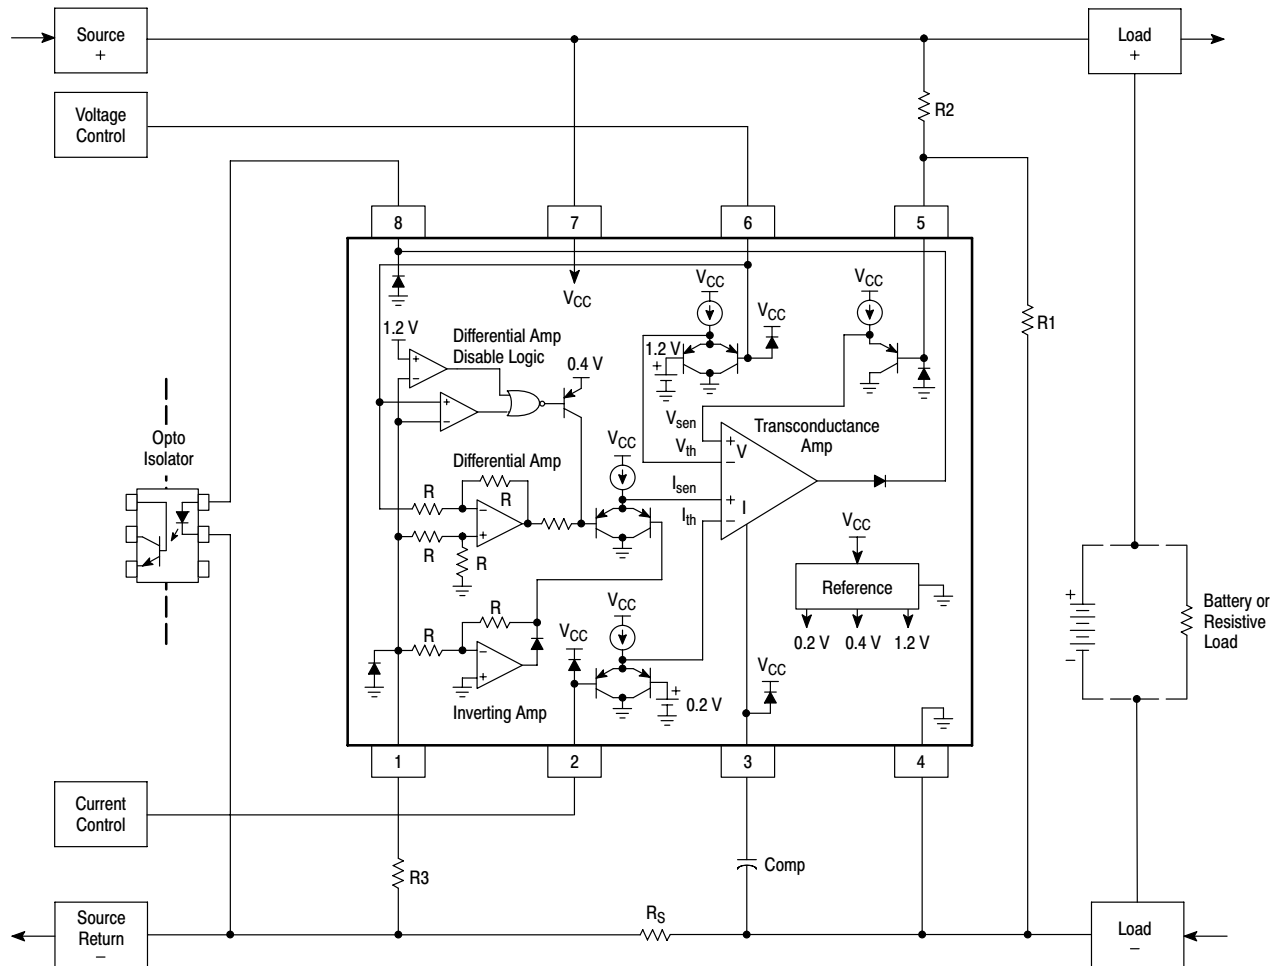 Source
+
Load
+
Voltage
Control
R2
8
7
6
5
VCC
VCC
VCC
VCC
R1
1.2 V
Differential Amp
Disable Logic
0.4 V
1.2 V
+
+
−
+
−
Vsen
Vth
Transconductance
Amp
+
V
−
Opto
Isolator
VCC
Differential Amp
R
R
−
+
R
R
Isen
Ith
+
I
−
VCC
Reference
0.2 V
0.4 V
1.2 V
+
−
Battery or
Resistive
Load
R
R
−
+
VCC
VCC
VCC
+
0.2 V
Inverting Amp
1
2
3
4
Current
Control
R3
Comp
Source
Return
−
RS
Load
−